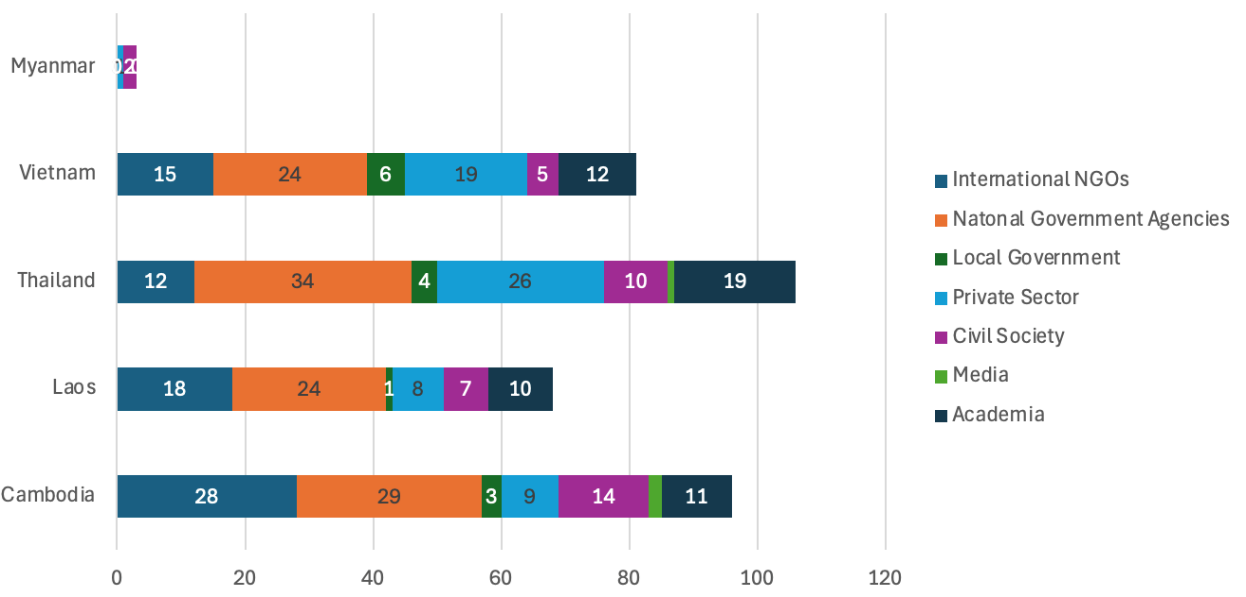 Myanmar
2
Vietnam
15 24 6 19 5 12
Thailand
12 34 4 26 10 19
Laos
18 24 1 8 7 10
Cambodia
28 29 3 9 14 11
0 20 40 60 80 100 120
International NGOs
Natonal Government Agencies
Local Government
Private Sector
Civil Society
Media
Academia